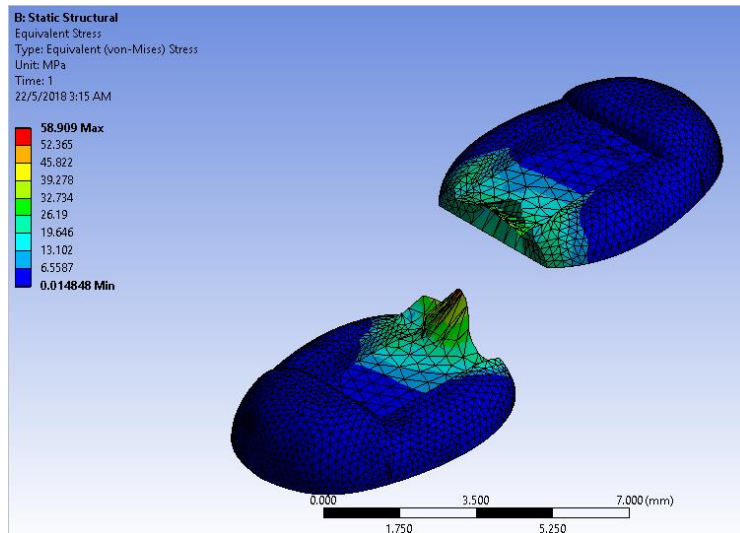 B: Static Structural
Equivalent Stress
Type: Equivalent (von-Mises) Stress
Unit: MPa
Time: 1
22/5/2018 3:15 AM
58.909 Max
52.365
45.822
39.278
32.734
26.19
19.646
13.102
6.5587
0.014848 Min
0.000 3.500 7.000 (mm)
1.750 5.250